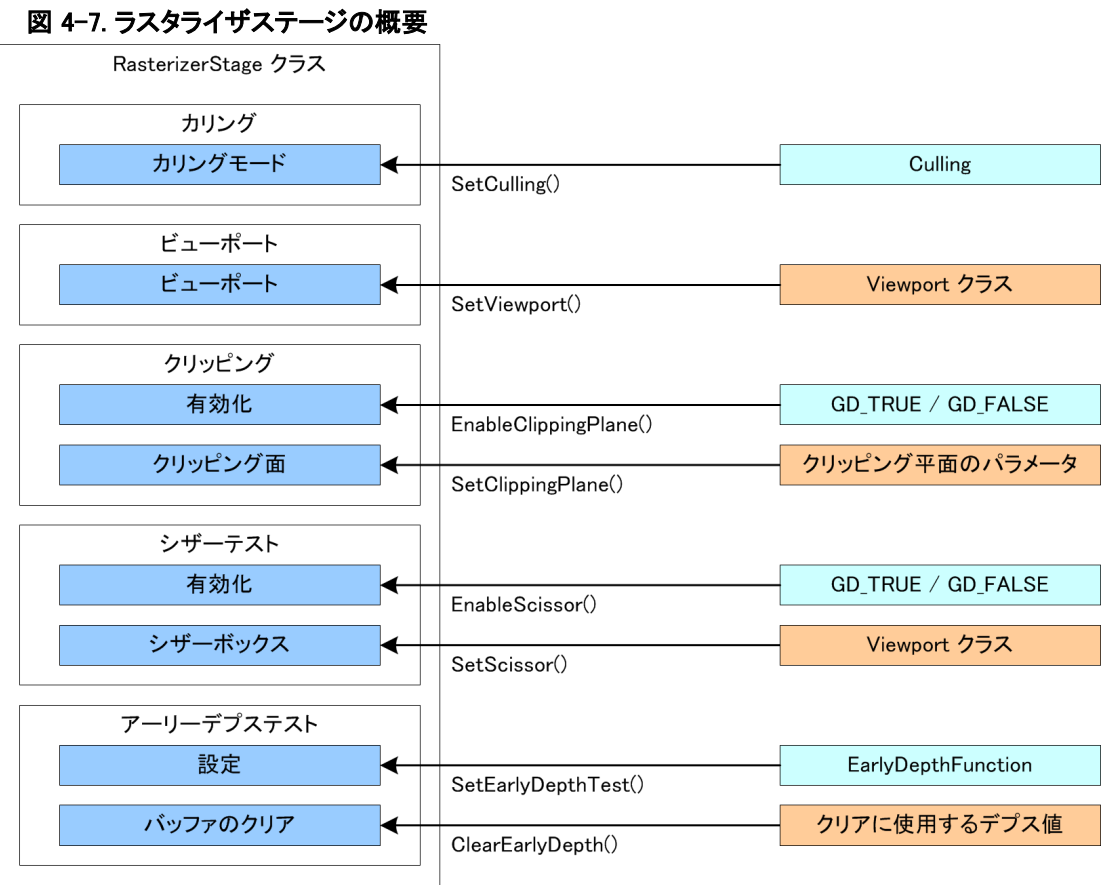 図 4-7. ラスタライザステージの概要
RasterizerStage クラス
カリング
カリングモード
SetCulling()
Culling
ビューポート
ビューポート
SetViewport()
Viewport クラス
クリッピング
有効化
EnableClippingPlane()
GD_TRUE / GD_FALSE
クリッピング面
SetClippingPlane()
クリッピング平面のパラメータ
シザーテスト
有効化
EnableScissor()
GD_TRUE / GD_FALSE
シザーボックス
SetScissor()
Viewport クラス
アーリーデプステスト
設定
SetEarlyDepthTest()
EarlyDepthFunction
バッファのクリア
ClearEarlyDepth()
クリアに使用するデプス値